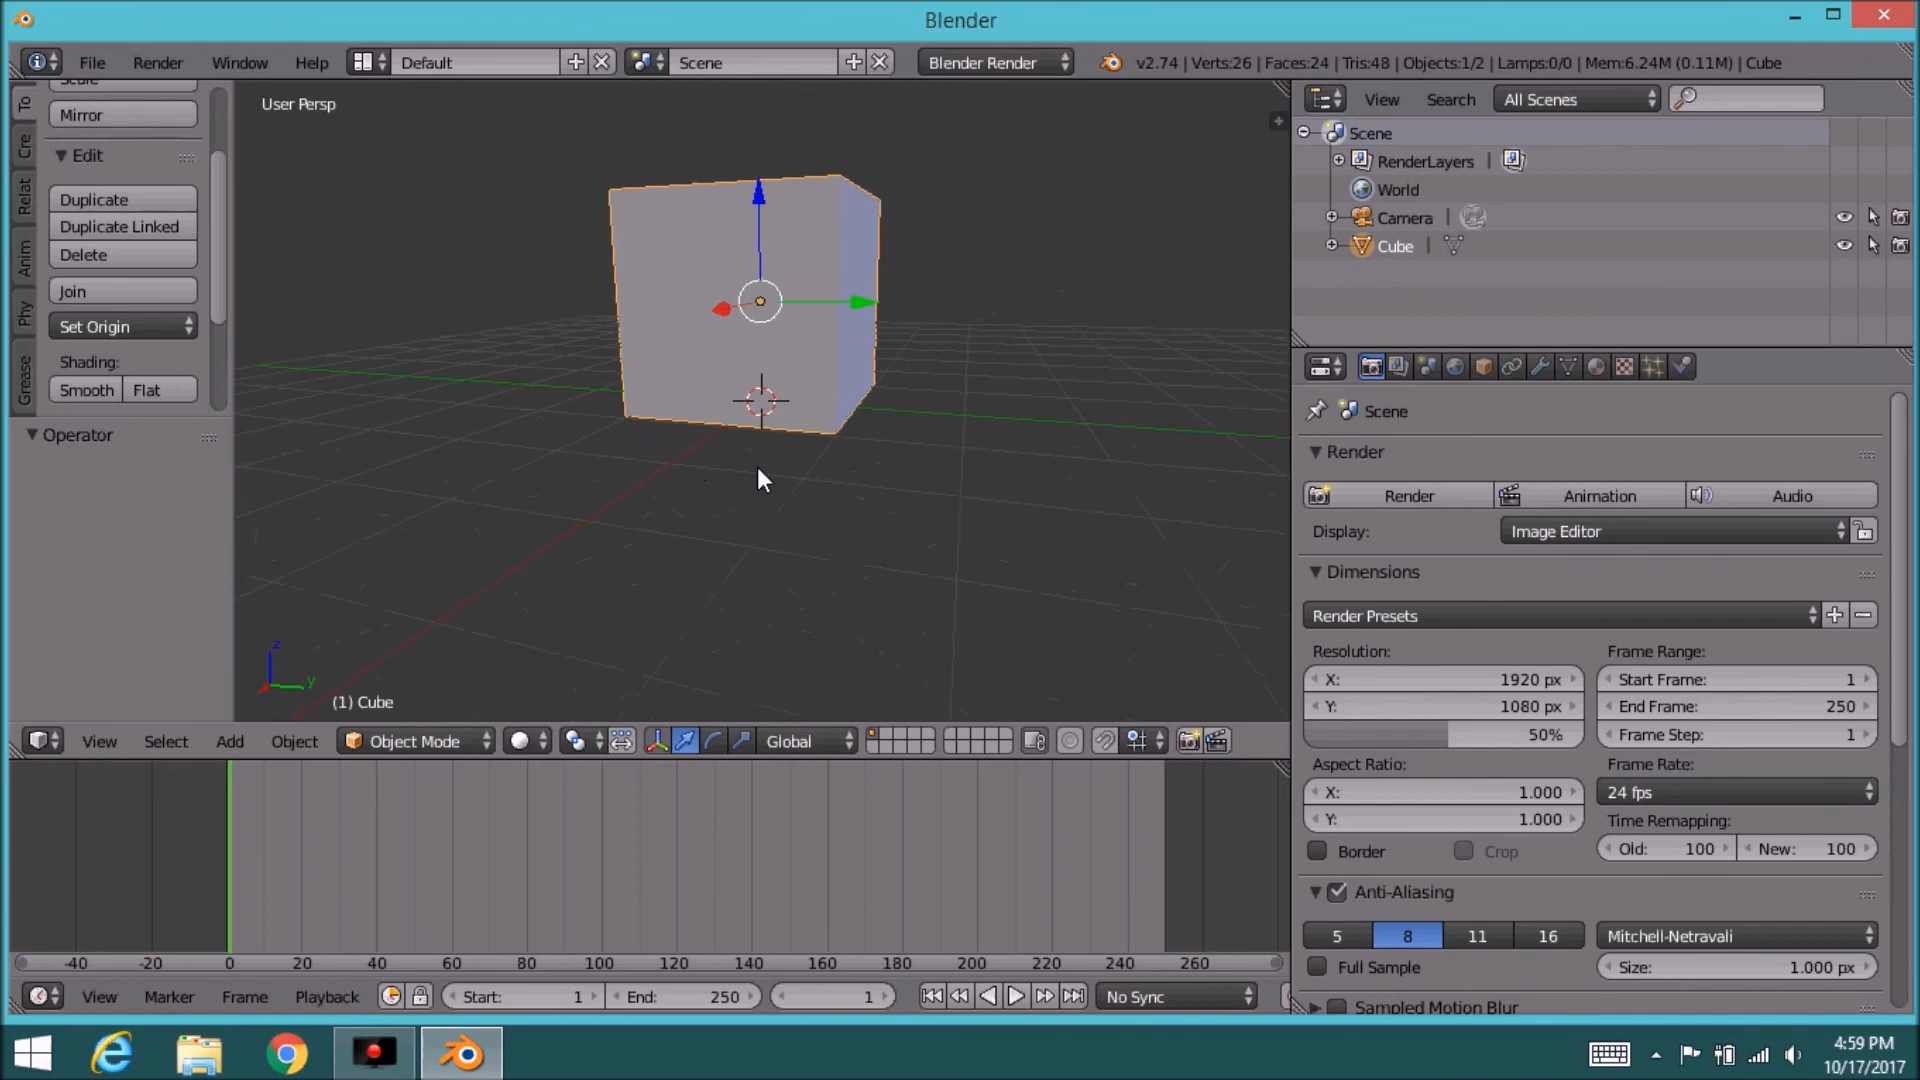 Blender
File Render Window Help Default Scene Blender Render v2.74 | Verts:26 | Faces:24 | Tris:48 | Objects:1/2 | Lamps:0/0 | Mem:6.24M (0.11M) | Cube
Scale
Mirror
Edit
Duplicate
Duplicate Linked
Delete
Join
Set Origin
Shading:
Smooth Flat
Operator
To
Cre
Relat
Anim
Phy
Grease
User Persp
z
y
(1) Cube
View Select Add Object Object Mode Global
-40 -20 0 20 40 60 80 100 120 140 160 180 200 220 240 260
View Marker Frame Playback Start: 1 End: 250 1 No Sync
View Search All Scenes
Scene
RenderLayers
World
Camera
Cube
Scene
Render
Render Animation Audio
Display: Image Editor
Dimensions
Render Presets
Resolution: Frame Range:
X: 1920 px Start Frame: 1
Y: 1080 px End Frame: 250
50% Frame Step: 1
Aspect Ratio: Frame Rate:
X: 1.000 24 fps
Y: 1.000 Time Remapping:
Border Crop Old: 100 New: 100
Anti-Aliasing
5 8 11 16 Mitchell-Netravali
Full Sample Size: 1.000 px
Sampled Motion Blur
4:59 PM
10/17/2017